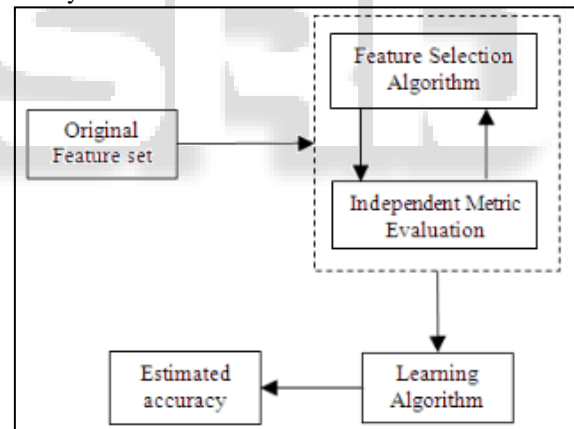 Feature Selection
Algorithm
Original
Feature set
Independent Metric
Evaluation
Estimated
accuracy
Learning
Algorithm